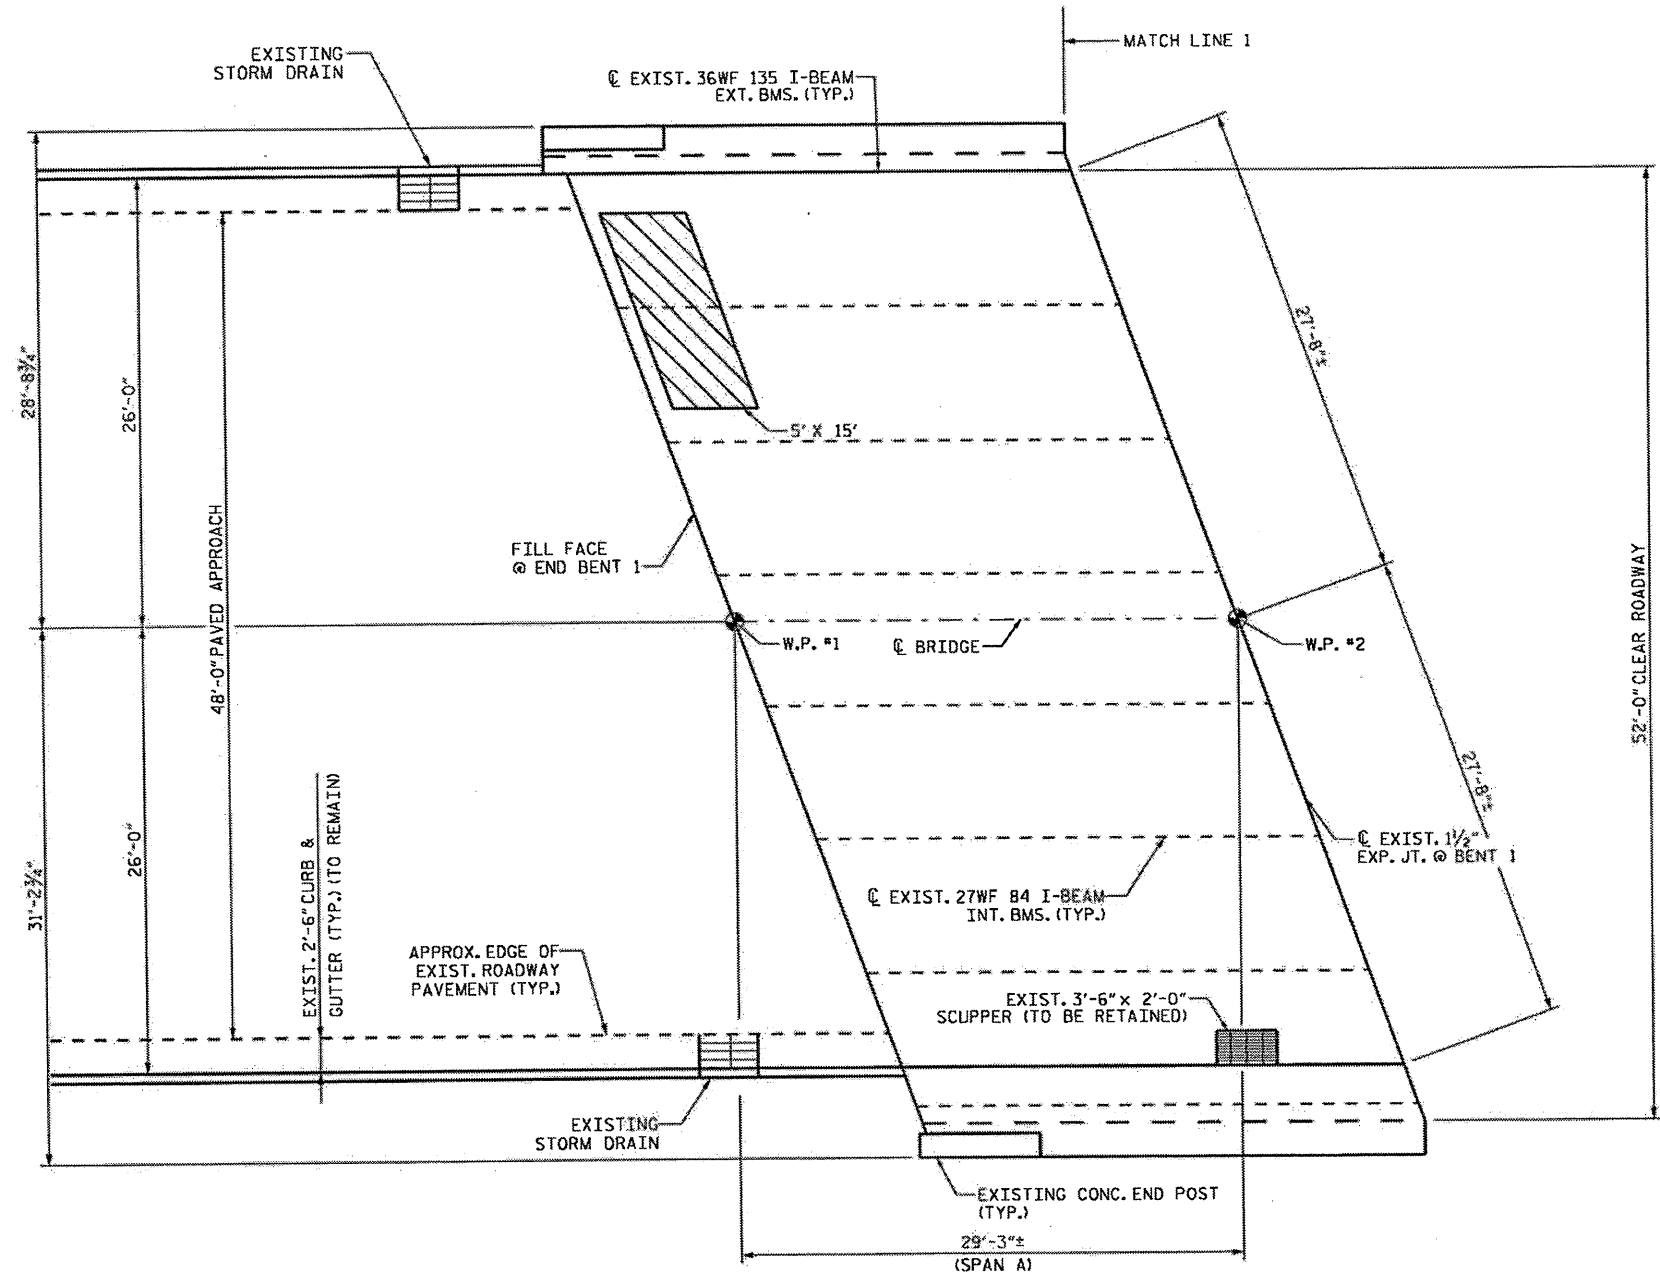 MATCH LINE 1
EXISTING
STORM DRAIN
℄ EXIST. 36WF 135 I-BEAM
EXT. BMS. (TYP.)
28'-8¾"
26'-0"
27'-8"±
5' X 15'
48'-0" PAVED APPROACH
FILL FACE
@ END BENT 1
W.P. #1
℄ BRIDGE
W.P. #2
52'-0" CLEAR ROADWAY
27'-8"±
31'-2¾"
26'-0"
EXIST. 2'-6" CURB &
GUTTER (TYP.) (TO REMAIN)
℄ EXIST. 1½"
EXP. JT. @ BENT 1
℄ EXIST. 27WF 84 I-BEAM
INT. BMS. (TYP.)
APPROX. EDGE OF
EXIST. ROADWAY
PAVEMENT (TYP.)
EXIST. 3'-6" x 2'-0"
SCUPPER (TO BE RETAINED)
EXISTING
STORM DRAIN
EXISTING CONC. END POST
(TYP.)
29'-3"±
(SPAN A)